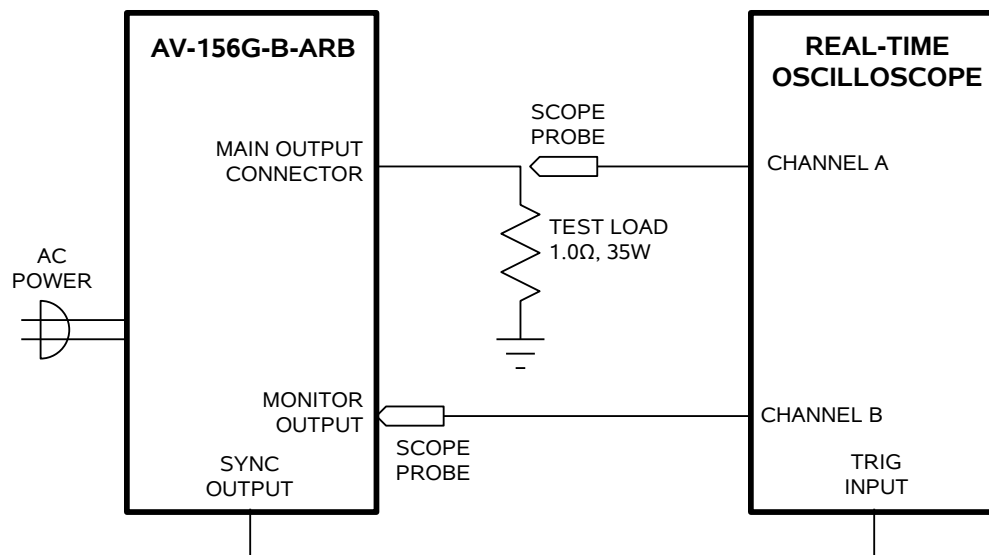 AV-156G-B-ARB
REAL-TIME
OSCILLOSCOPE
SCOPE
PROBE
MAIN OUTPUT
CONNECTOR
CHANNEL A
TEST LOAD
1.0Ω, 35W
AC
POWER
MONITOR
OUTPUT
CHANNEL B
SCOPE
PROBE
SYNC
OUTPUT
TRIG
INPUT